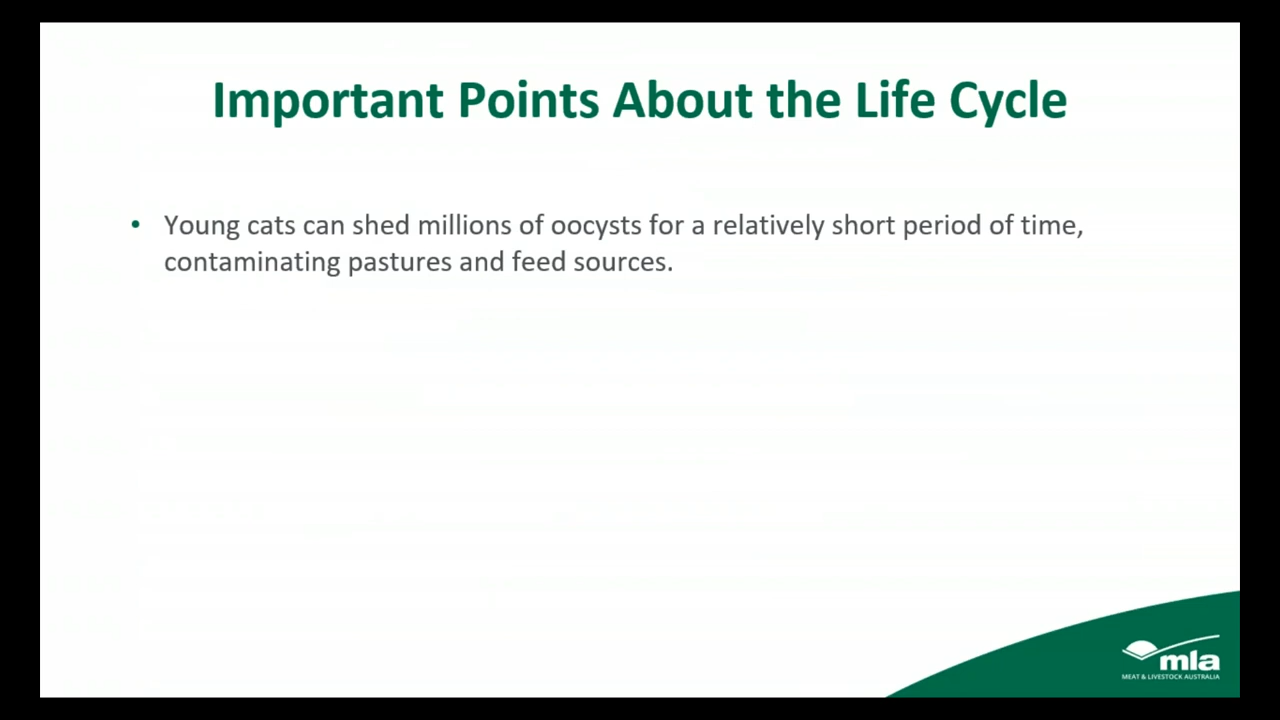 Important Points About the Life Cycle
• Young cats can shed millions of oocysts for a relatively short period of time,
contaminating pastures and feed sources.
mla
MEAT & LIVESTOCK AUSTRALIA